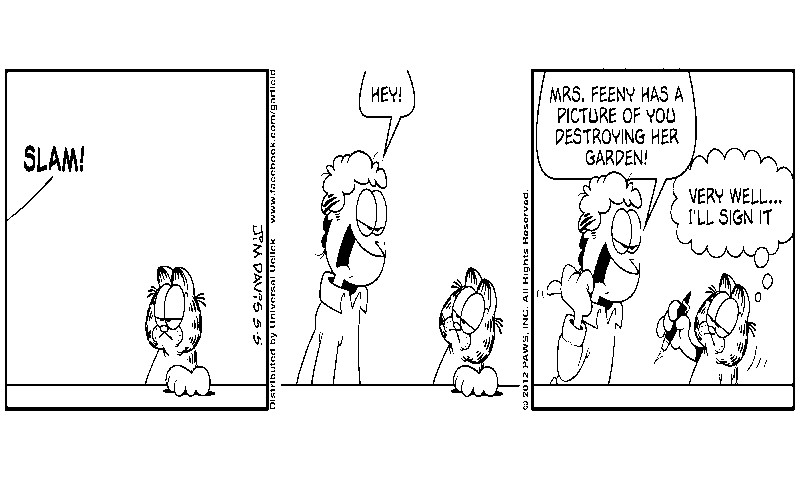 SLAM!
JIM DAVIS 5-5
www.facebook.com/garfield
Distributed by Universal Uclick
HEY!
© 2012 PAWS, INC. All Rights Reserved.
MRS. FEENY HAS A
PICTURE OF YOU
DESTROYING HER
GARDEN!
VERY WELL...
I'LL SIGN IT